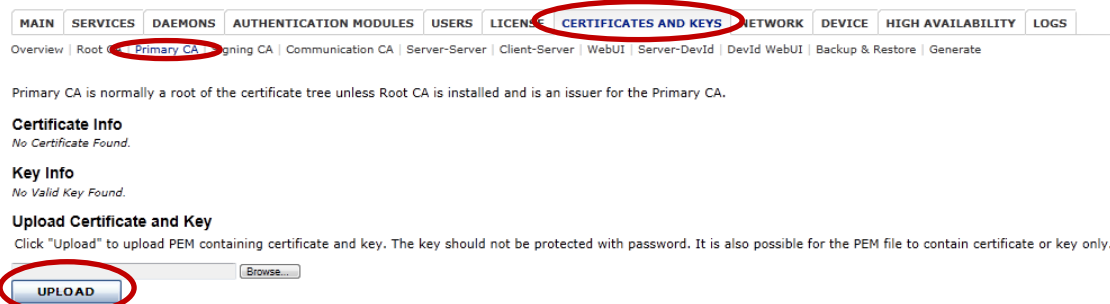 MAIN SERVICES DAEMONS AUTHENTICATION MODULES USERS LICENSE CERTIFICATES AND KEYS NETWORK DEVICE HIGH AVAILABILITY LOGS
Overview | Root CA | Primary CA | Signing CA | Communication CA | Server-Server | Client-Server | WebUI | Server-DevId | DevId WebUI | Backup & Restore | Generate
Primary CA is normally a root of the certificate tree unless Root CA is installed and is an issuer for the Primary CA.
Certificate Info
No Certificate Found.
Key Info
No Valid Key Found.
Upload Certificate and Key
Click "Upload" to upload PEM containing certificate and key. The key should not be protected with password. It is also possible for the PEM file to contain certificate or key only.
Browse...
UPLOAD